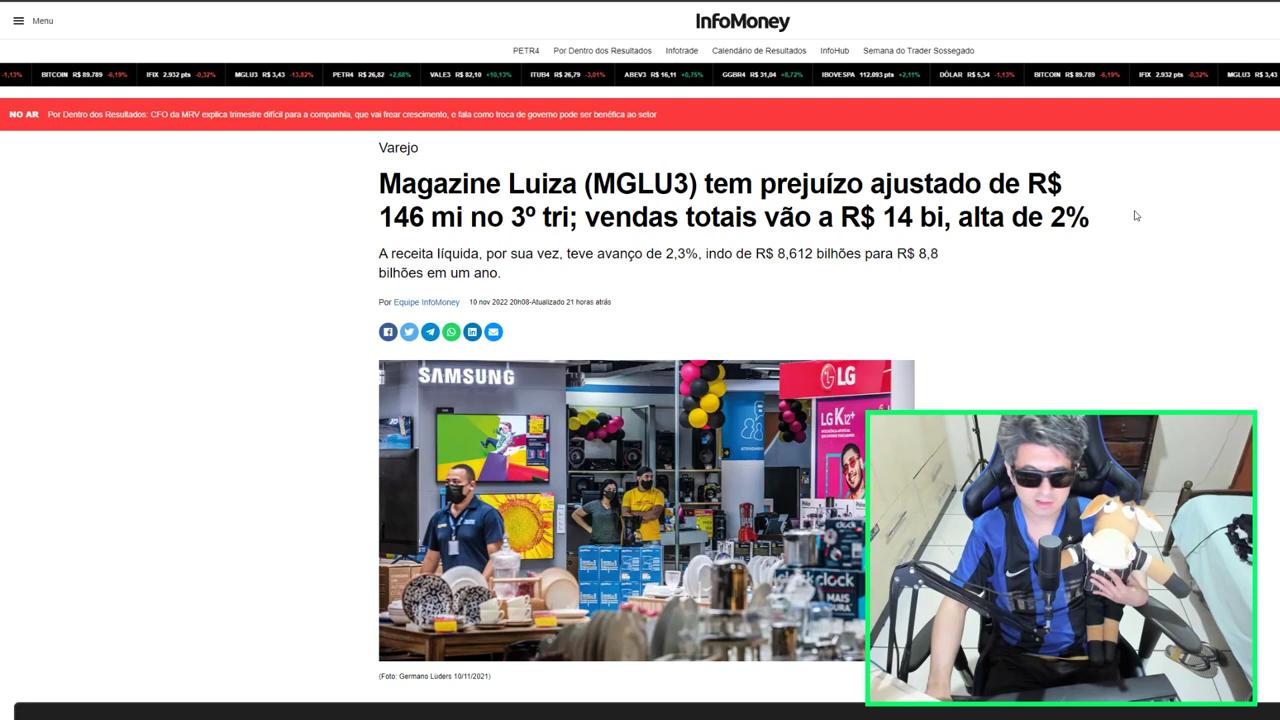 Menu
InfoMoney
PETR4 Por Dentro dos Resultados Infotrade Calendário de Resultados InfoHub Semana do Trader Sossegado
-1,13% BITCOIN R$ 89.789 -6,19% IFIX 2.932 pts -0,32% MGLU3 R$ 3,43 -13,82% PETR4 R$ 26,82 +2,68% VALE3 R$ 82,10 +10,13% ITUB4 R$ 26,79 -3,01% ABEV3 R$ 16,11 +0,75% GGBR4 R$ 31,04 +8,72% IBOVESPA 112.093 pts +2,11% DÓLAR R$ 5,34 -1,13% BITCOIN R$ 89.789 -6,19% IFIX 2.932 pts -0,32% MGLU3 R$ 3,43
NO AR Por Dentro dos Resultados: CFO da MRV explica trimestre difícil para a companhia, que vai frear crescimento, e fala como troca de governo pode ser benéfica ao setor
Varejo
Magazine Luiza (MGLU3) tem prejuízo ajustado de R$
146 mi no 3º tri; vendas totais vão a R$ 14 bi, alta de 2%
A receita líquida, por sua vez, teve avanço de 2,3%, indo de R$ 8,612 bilhões para R$ 8,8
bilhões em um ano.
Por Equipe InfoMoney 10 nov 2022 20h08-Atualizado 21 horas atrás
SAMSUNG
LG
LG K12+
clock
clock
MAIS
(Foto: Germano Lüders 10/11/2021)